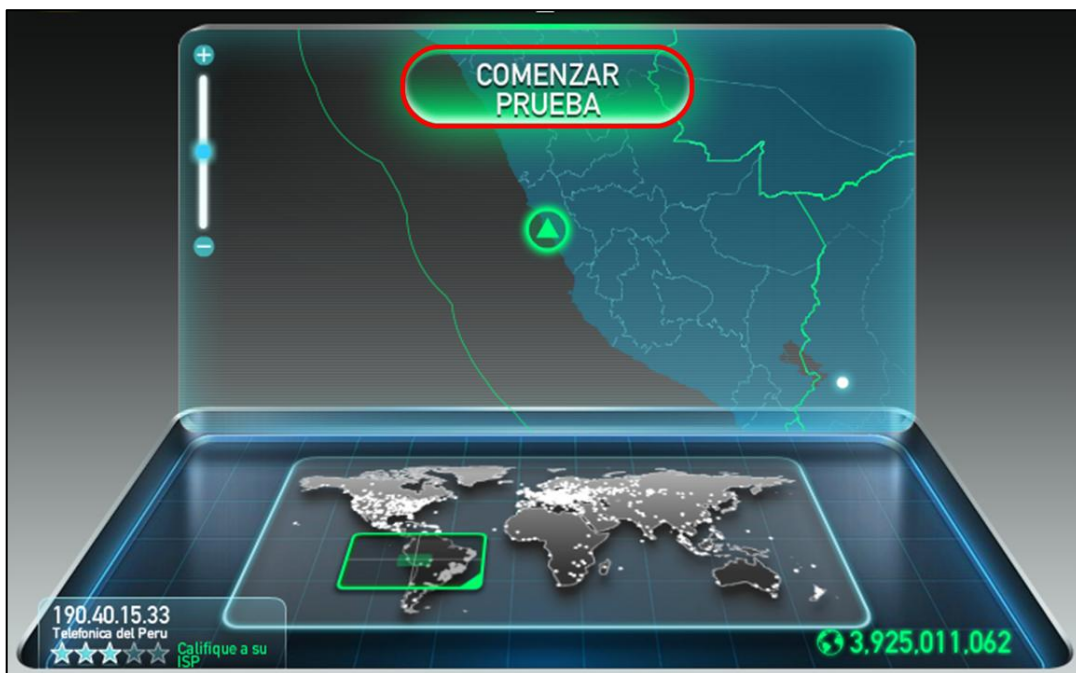 COMENZAR
PRUEBA
190.40.15.33
Telefonica del Peru
Califique a su
ISP
3,925,011,062